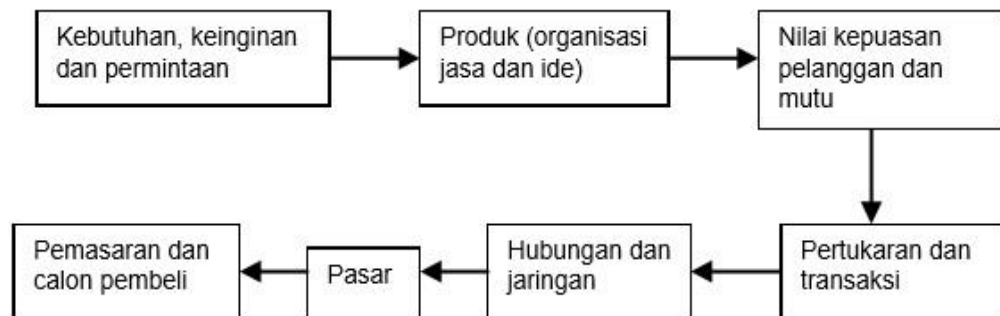 Kebutuhan, keinginan
dan permintaan
Produk (organisasi
jasa dan ide)
Nilai kepuasan
pelanggan dan
mutu
Pertukaran dan
transaksi
Hubungan dan
jaringan
Pasar
Pemasaran dan
calon pembeli